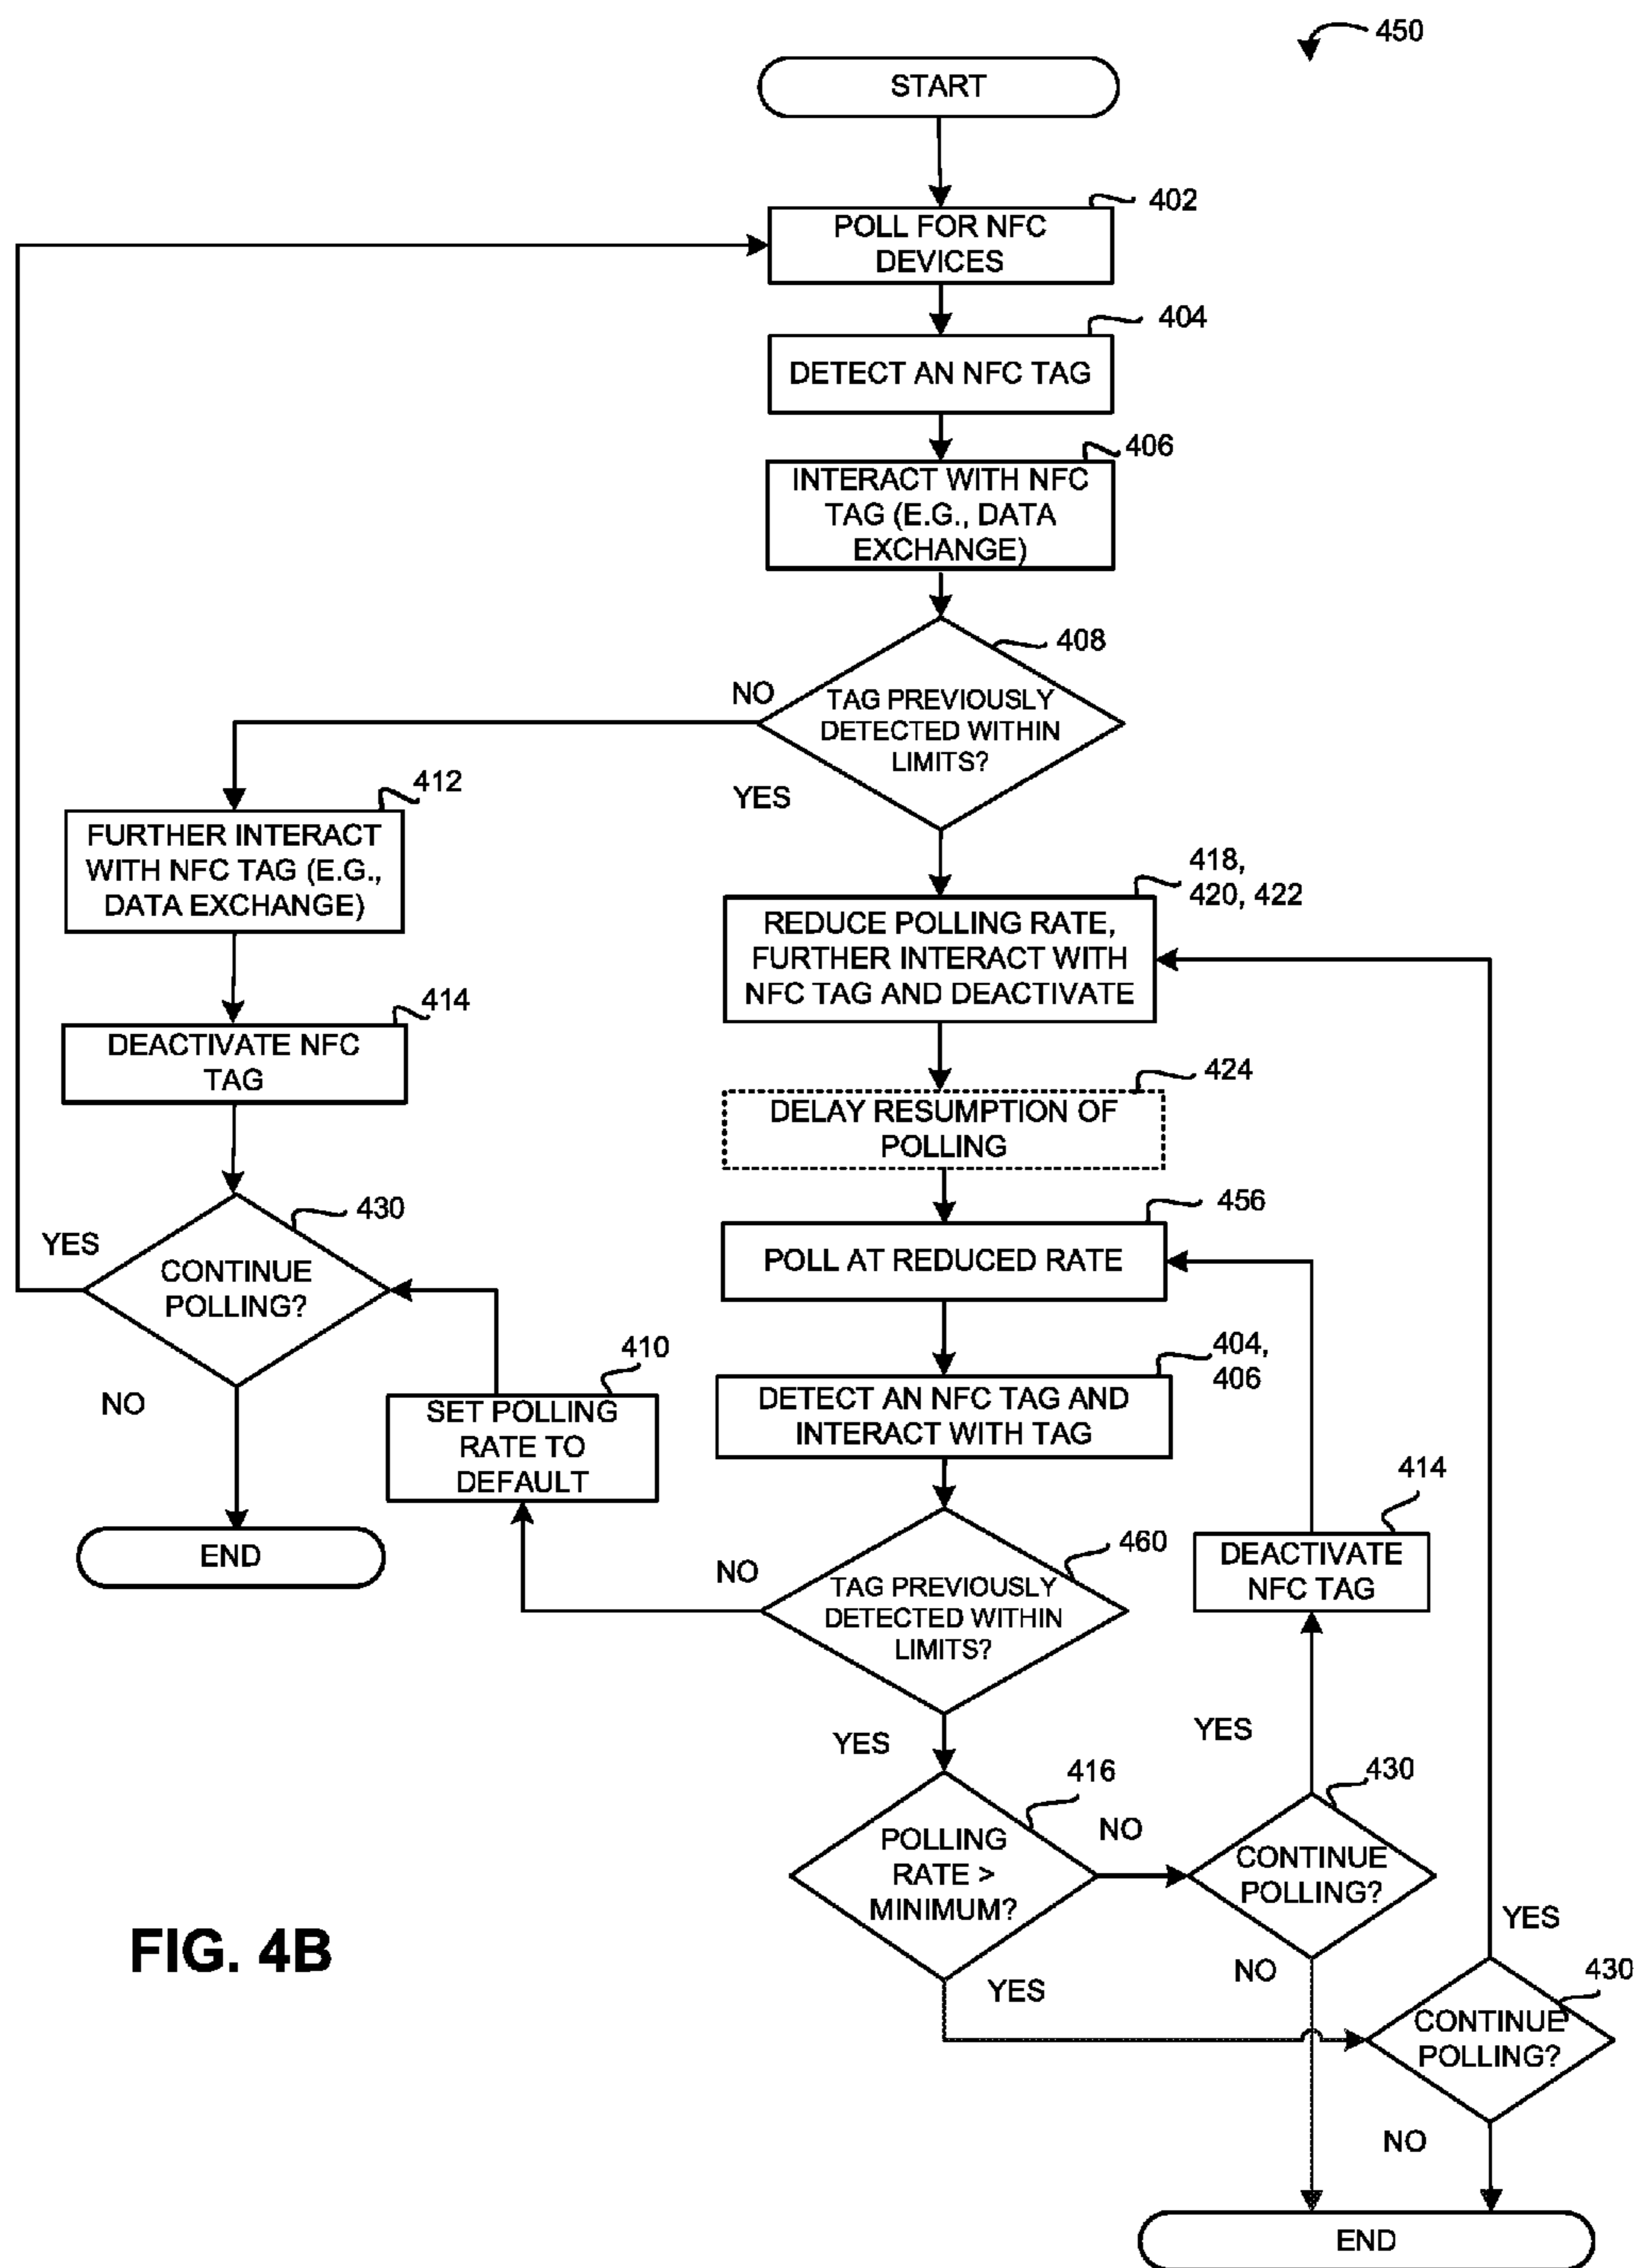 450
START
402
POLL FOR NFC
DEVICES
404
DETECT AN NFC TAG
406
INTERACT WITH NFC
TAG (E.G., DATA
EXCHANGE)
408
NO
TAG PREVIOUSLY
DETECTED WITHIN
LIMITS?
YES
412
FURTHER INTERACT
WITH NFC TAG (E.G.,
DATA EXCHANGE)
418,
420, 422
REDUCE POLLING RATE,
FURTHER INTERACT WITH
NFC TAG AND DEACTIVATE
414
DEACTIVATE NFC
TAG
424
DELAY RESUMPTION OF
POLLING
430
YES
CONTINUE
POLLING?
NO
456
POLL AT REDUCED RATE
410
SET POLLING
RATE TO
DEFAULT
404,
406
DETECT AN NFC TAG AND
INTERACT WITH TAG
END
414
DEACTIVATE
NFC TAG
460
NO
TAG PREVIOUSLY
DETECTED WITHIN
LIMITS?
YES
YES
416
POLLING
RATE >
MINIMUM?
NO
430
CONTINUE
POLLING?
YES
NO
YES
430
CONTINUE
POLLING?
NO
END
FIG. 4B